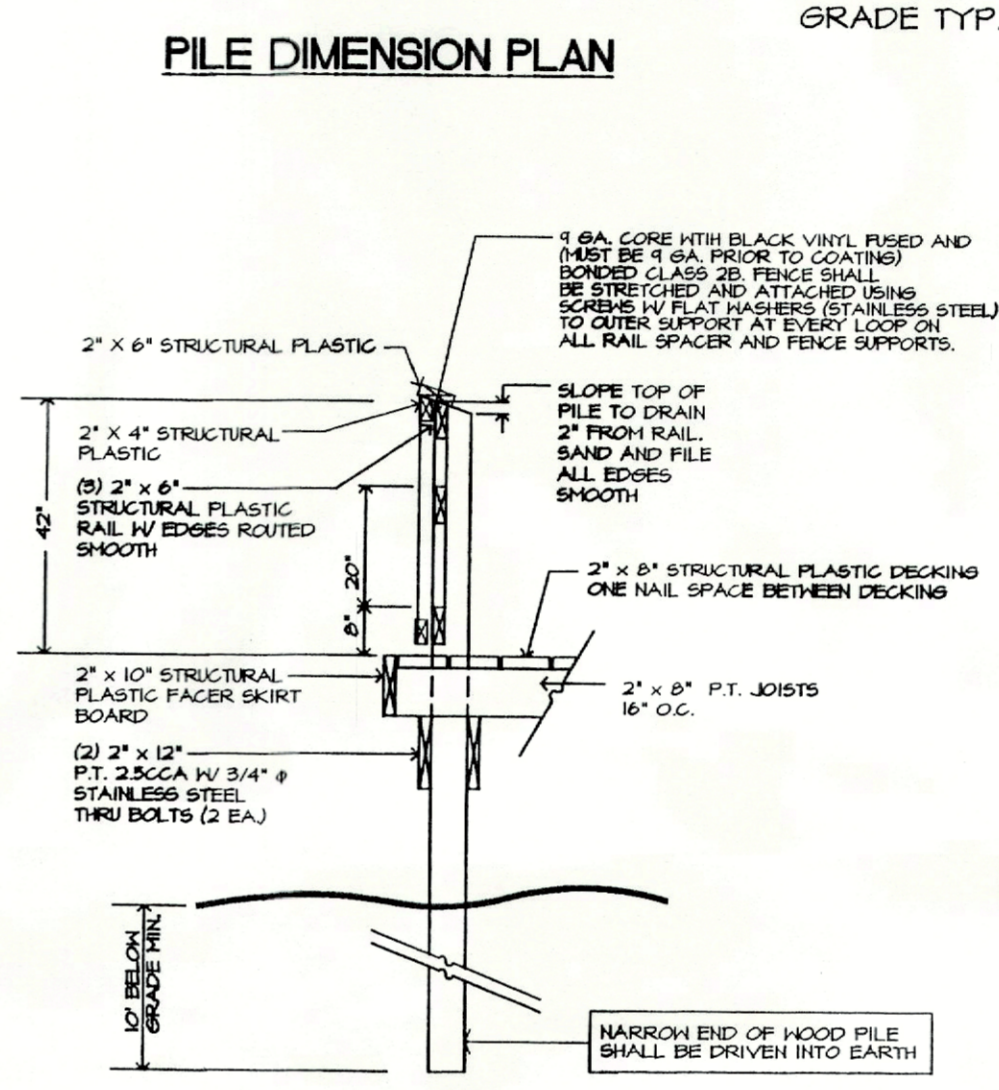 GRADE TYP.
PILE DIMENSION PLAN
9 GA. CORE WTIH BLACK VINYL FUSED AND
(MUST BE 9 GA. PRIOR TO COATING)
BONDED CLASS 2B. FENCE SHALL
BE STRETCHED AND ATTACHED USING
SCREWS W/ FLAT WASHERS (STAINLESS STEEL)
TO OUTER SUPPORT AT EVERY LOOP ON
ALL RAIL SPACER AND FENCE SUPPORTS.
2" X 6" STRUCTURAL PLASTIC
SLOPE TOP OF
PILE TO DRAIN
2" FROM RAIL.
SAND AND FILE
ALL EDGES
SMOOTH
2" X 4" STRUCTURAL
PLASTIC
(3) 2" x 6"
STRUCTURAL PLASTIC
RAIL W/ EDGES ROUTED
SMOOTH
42"
20"
8"
2" x 8" STRUCTURAL PLASTIC DECKING
ONE NAIL SPACE BETWEEN DECKING
2" x 10" STRUCTURAL
PLASTIC FACER SKIRT
BOARD
2" x 8" P.T. JOISTS
16" O.C.
(2) 2" x 12"
P.T. 2.5CCA W/ 3/4" φ
STAINLESS STEEL
THRU BOLTS (2 EA.)
10' BELOW
GRADE MIN.
NARROW END OF WOOD PILE
SHALL BE DRIVEN INTO EARTH